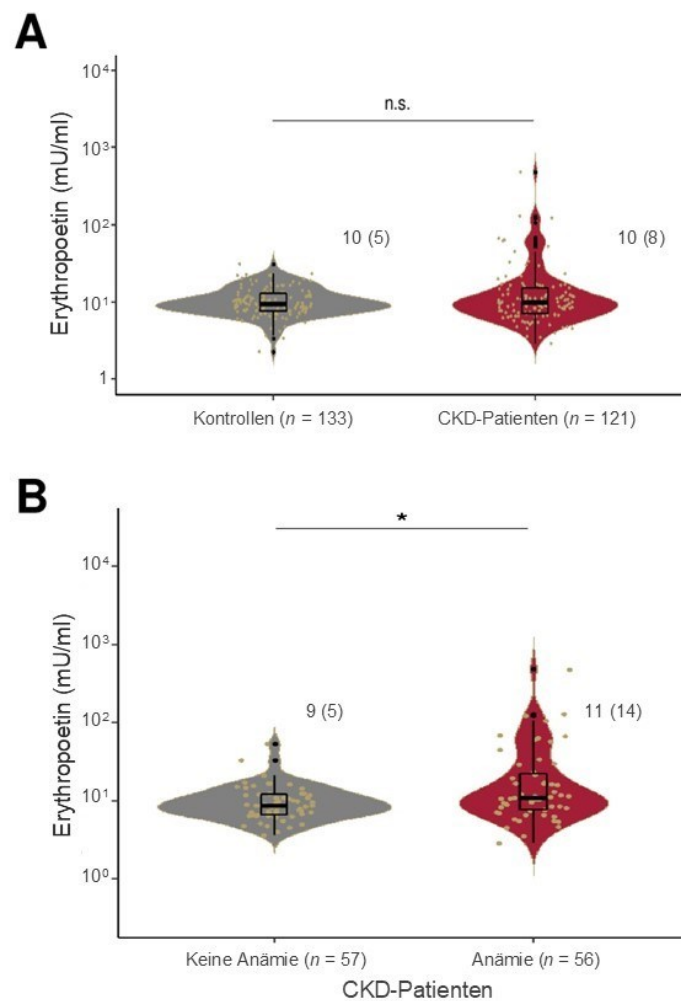 A
Erythropoetin (mU/ml)
10⁴
10³
10²
10¹
1
n.s.
10 (5)
10 (8)
Kontrollen (n = 133)
CKD-Patienten (n = 121)
B
Erythropoetin (mU/ml)
10⁴
10³
10²
10¹
10⁰
*
9 (5)
11 (14)
Keine Anämie (n = 57)
Anämie (n = 56)
CKD-Patienten